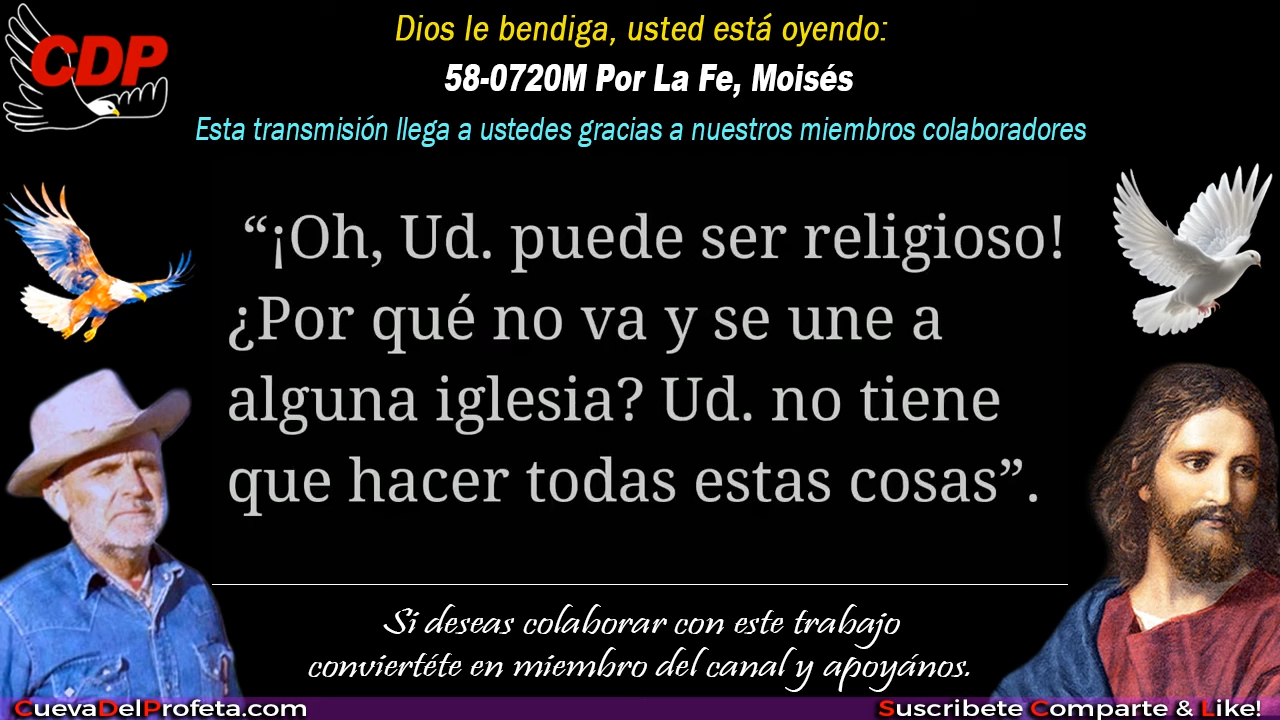 CDP
Dios le bendiga, usted está oyendo:
58-0720M Por La Fe, Moisés
Esta transmisión llega a ustedes gracias a nuestros miembros colaboradores
“¡Oh, Ud. puede ser religioso!
¿Por qué no va y se une a
alguna iglesia? Ud. no tiene
que hacer todas estas cosas”.
Si deseas colaborar con este trabajo
conviertéte en miembro del canal y apoyános.
CuevaDelProfeta.com
Suscribete Comparte & Like!